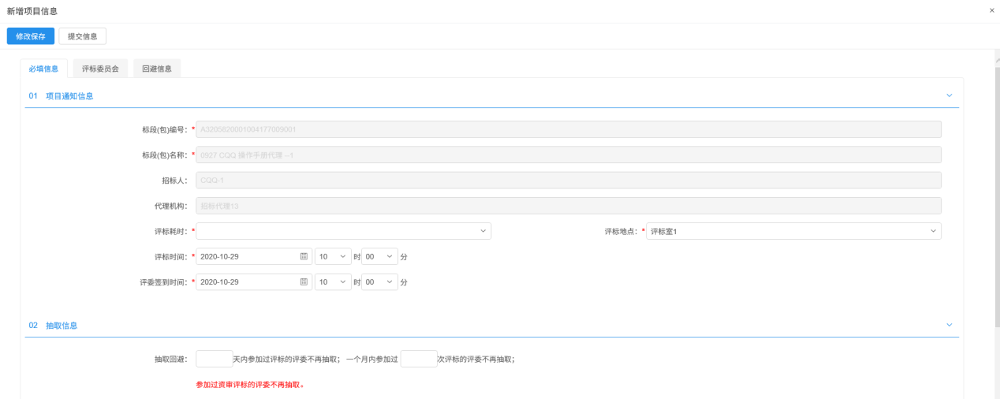 新增项目信息 ×
修改保存 提交信息
必填信息 评标委员会 回避信息
01 项目通知信息
标段(包)编号：* A3205820001004177009001
标段(包)名称：* 0927 CQQ 操作手册代理 --1
招标人： CQQ-1
代理机构： 招标代理13
评标耗时：* 评标地点：* 评标室1
评标时间：* 2020-10-29 10 时 00 分
评委签到时间：* 2020-10-29 10 时 00 分
02 抽取信息
抽取回避： 天内参加过评标的评委不再抽取； 一个月内参加过 次评标的评委不再抽取；
参加过资审评标的评委不再抽取。